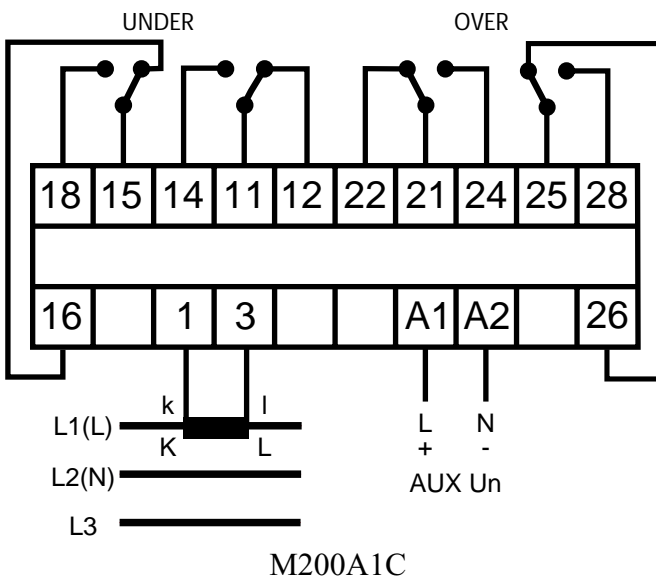 UNDER OVER
18 15 14 11 12 22 21 24 25 28
16 1 3 A1 A2 26
k l
L1(L)
K L
L2(N)
L3
L N
+ -
AUX Un
M200A1C